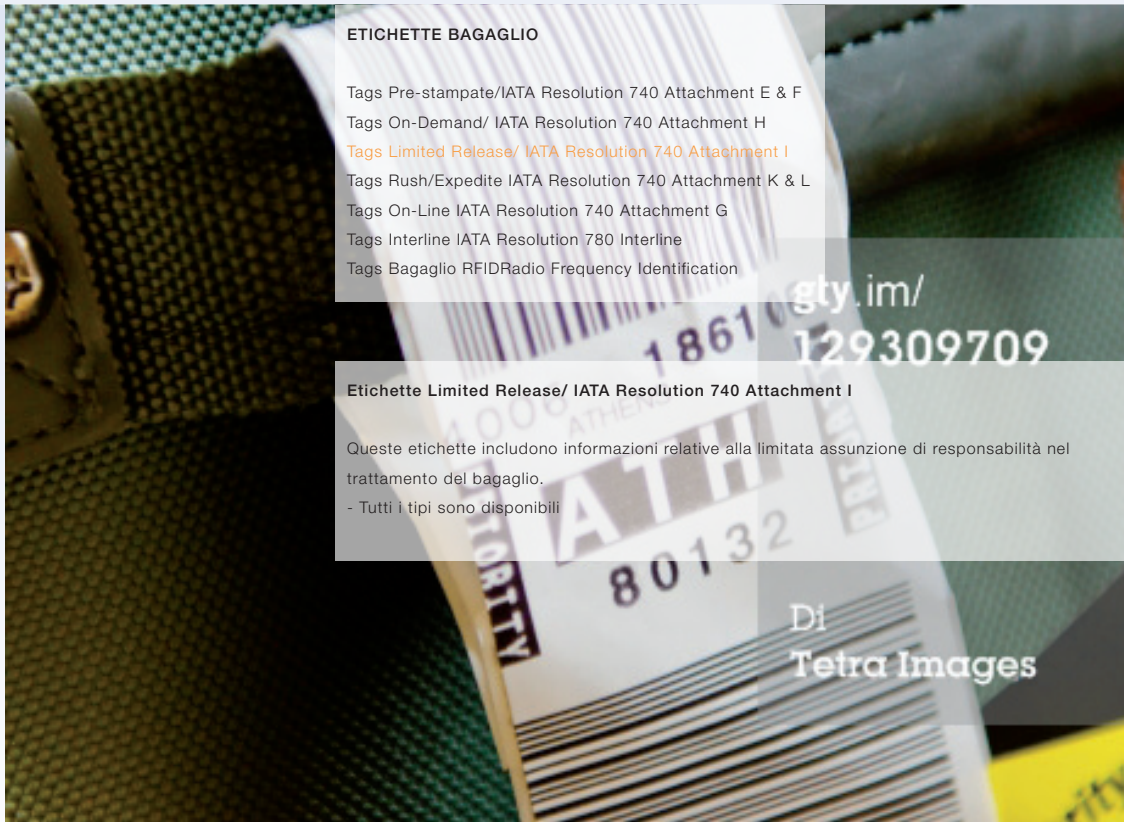 ETICHETTE BAGAGLIO
Tags Pre-stampate/IATA Resolution 740 Attachment E & F
Tags On-Demand/ IATA Resolution 740 Attachment H
Tags Limited Release/ IATA Resolution 740 Attachment I
Tags Rush/Expedite IATA Resolution 740 Attachment K & L
Tags On-Line IATA Resolution 740 Attachment G
Tags Interline IATA Resolution 780 Interline
Tags Bagaglio RFIDRadio Frequency Identification
gty.im/
129309709
Etichette Limited Release/ IATA Resolution 740 Attachment I
Queste etichette includono informazioni relative alla limitata assunzione di responsabilità nel
trattamento del bagaglio.
- Tutti i tipi sono disponibili
ATHENS
ATH
80132
PRIORITY
Di
Tetra Images